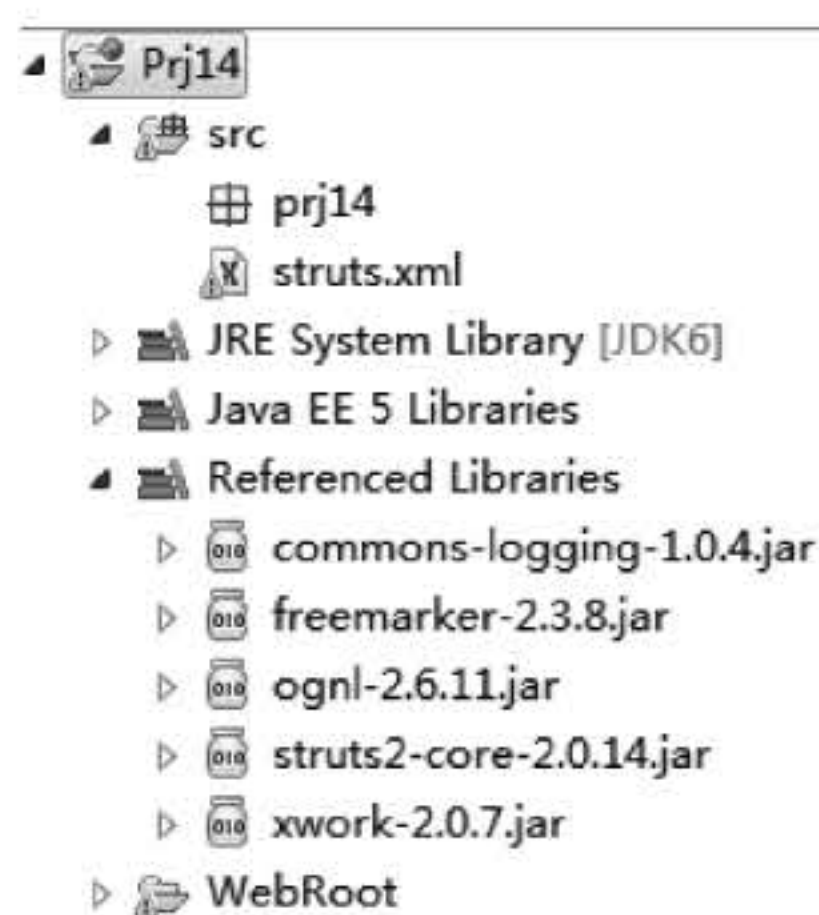 Prj14
src
prj14
struts.xml
JRE System Library [JDK6]
Java EE 5 Libraries
Referenced Libraries
commons-logging-1.0.4.jar
freemarker-2.3.8.jar
ognl-2.6.11.jar
struts2-core-2.0.14.jar
xwork-2.0.7.jar
WebRoot